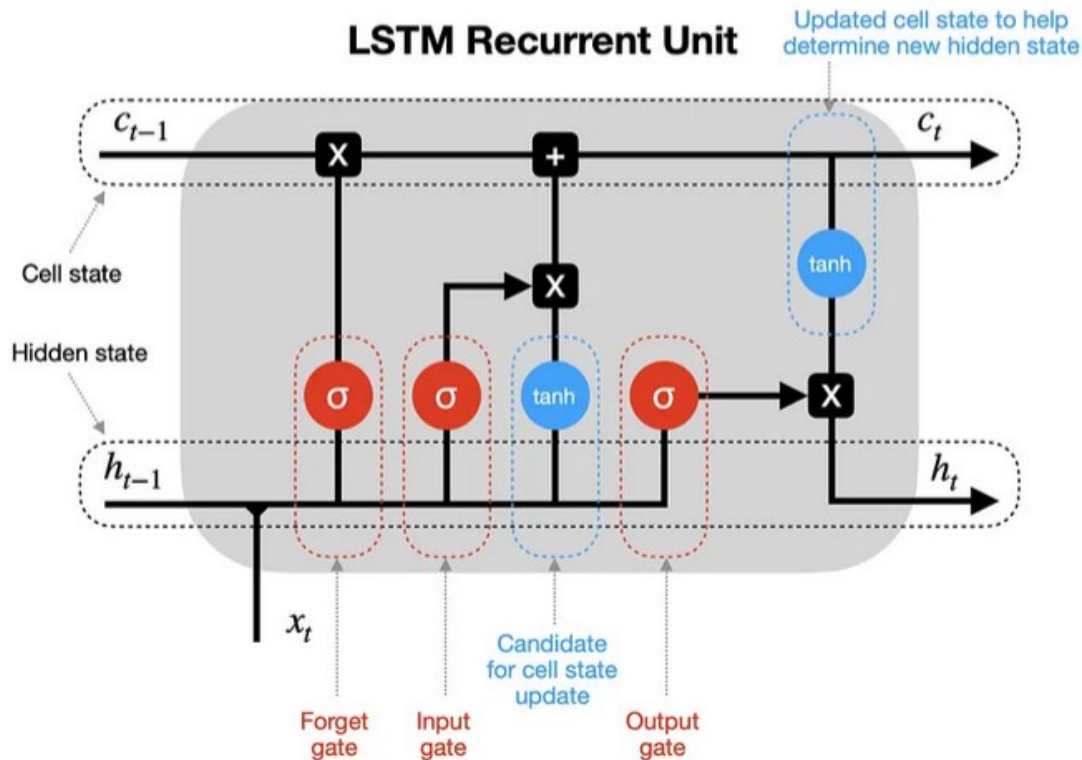 Updated cell state to help
determine new hidden state
LSTM Recurrent Unit
c_{t−1}
c_t
X
+
Cell state
tanh
X
Hidden state
σ
σ
tanh
σ
X
h_{t−1}
h_t
x_t
Candidate
for cell state
update
Forget
gate
Input
gate
Output
gate